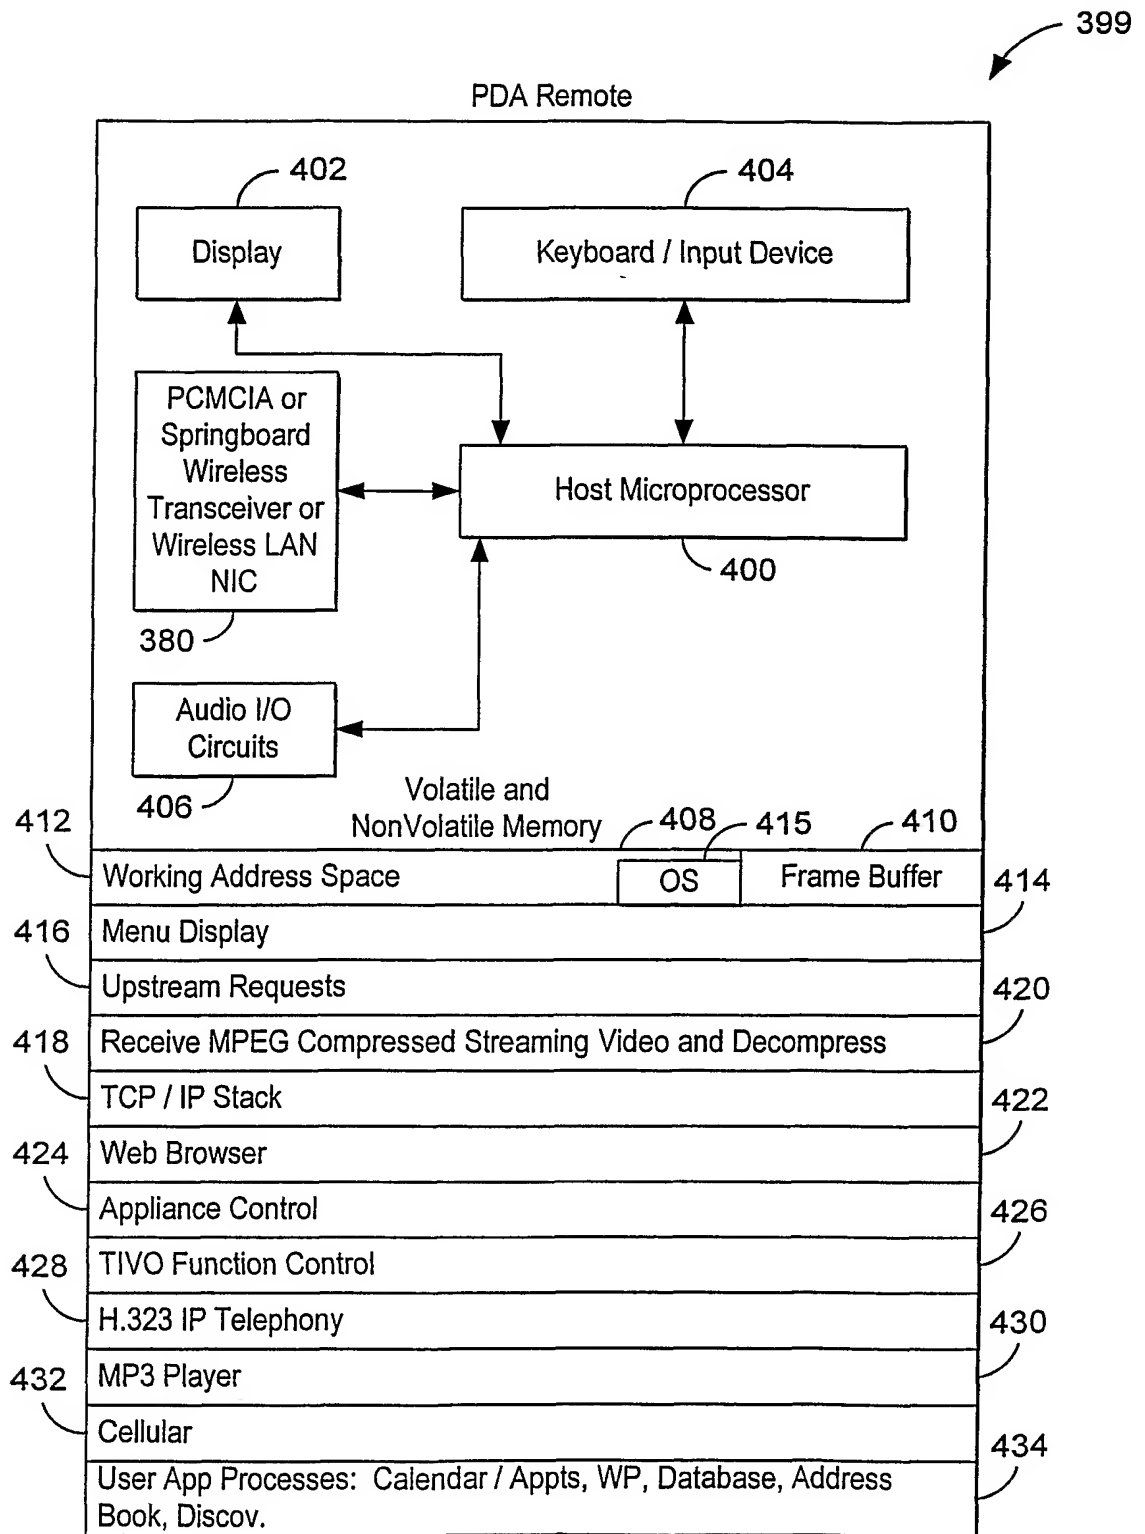 399
PDA Remote
402
404
Display
Keyboard / Input Device
PCMCIA or
Springboard
Wireless
Transceiver or
Wireless LAN
NIC
Host Microprocessor
400
380
Audio I/O
Circuits
406
Volatile and
NonVolatile Memory
408
415
410
412
Working Address Space
OS
Frame Buffer
414
416
Menu Display
Upstream Requests
420
418
Receive MPEG Compressed Streaming Video and Decompress
TCP / IP Stack
422
424
Web Browser
Appliance Control
426
428
TIVO Function Control
H.323 IP Telephony
430
432
MP3 Player
Cellular
434
User App Processes: Calendar / Appts, WP, Database, Address
Book, Discov.